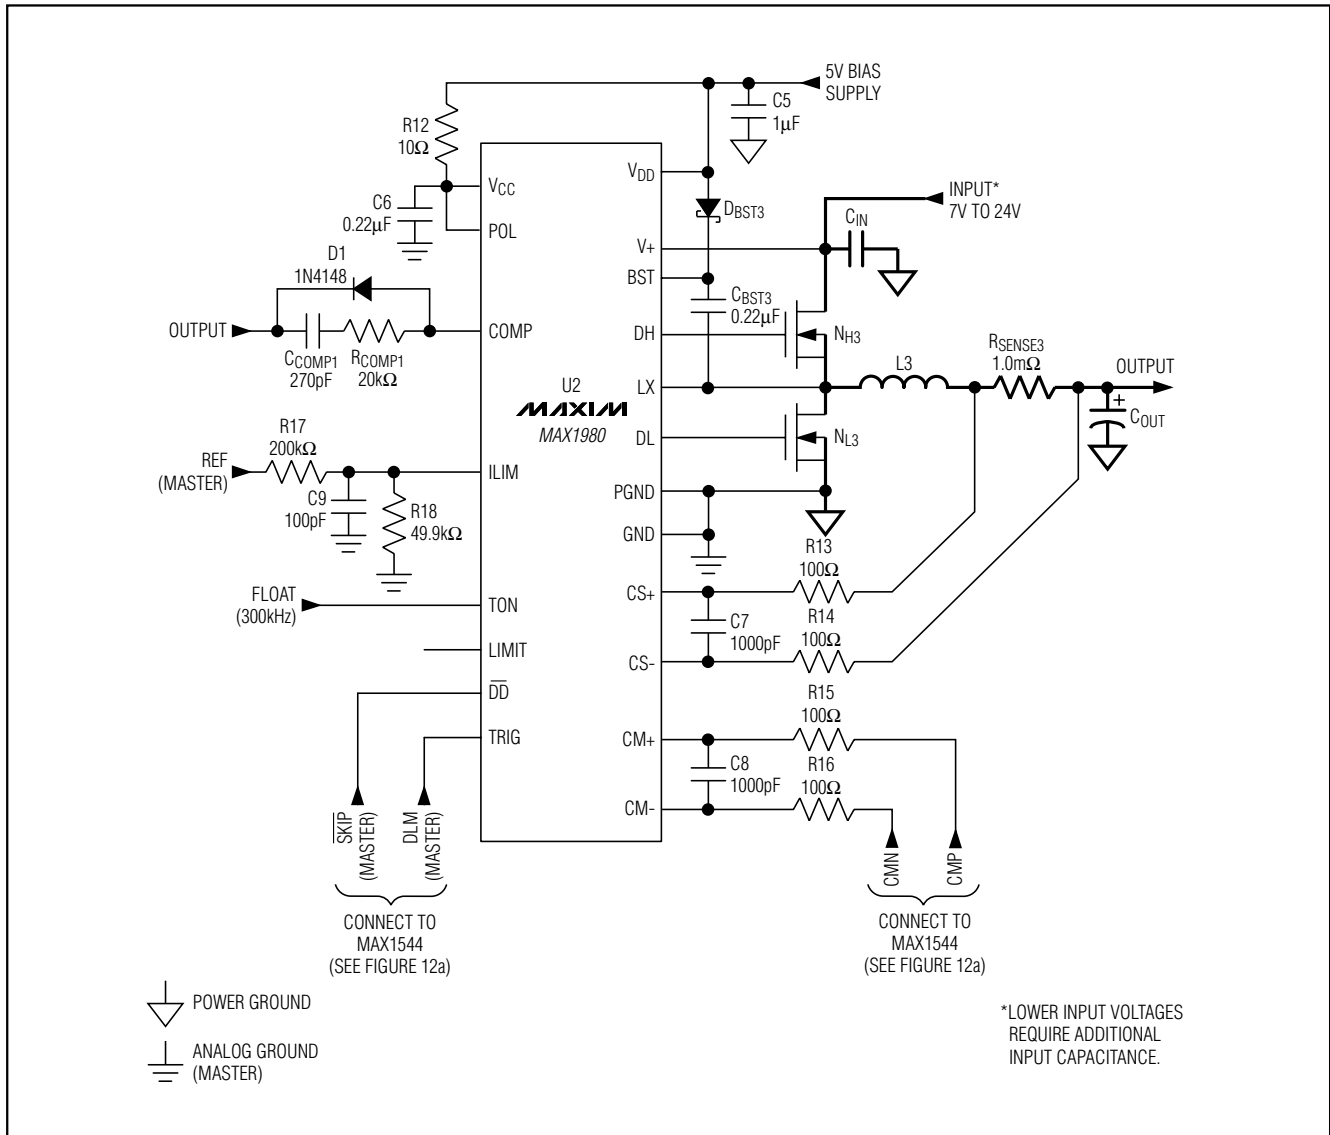 5V BIAS
SUPPLY
C5
1µF
R12
10Ω
VDD
VCC
INPUT*
7V TO 24V
C6
0.22µF
DBST3
CIN
POL
V+
D1
1N4148
BST
CBST3
0.22µF
OUTPUT
COMP
DH
NH3
CCOMP1
270pF
RCOMP1
20kΩ
RSENSE3
1.0mΩ
OUTPUT
L3
LX
U2
MAXIM
MAX1980
+
COUT
R17
200kΩ
DL
NL3
REF
(MASTER)
ILIM
C9
100pF
R18
49.9kΩ
PGND
GND
R13
100Ω
FLOAT
(300kHz)
TON
CS+
C7
1000pF
R14
100Ω
LIMIT
CS-
DD
R15
100Ω
TRIG
CM+
C8
1000pF
R16
100Ω
CM-
SKIP
(MASTER)
DLM
(MASTER)
CMN
CMP
CONNECT TO
MAX1544
(SEE FIGURE 12a)
CONNECT TO
MAX1544
(SEE FIGURE 12a)
POWER GROUND
ANALOG GROUND
(MASTER)
*LOWER INPUT VOLTAGES
REQUIRE ADDITIONAL
INPUT CAPACITANCE.